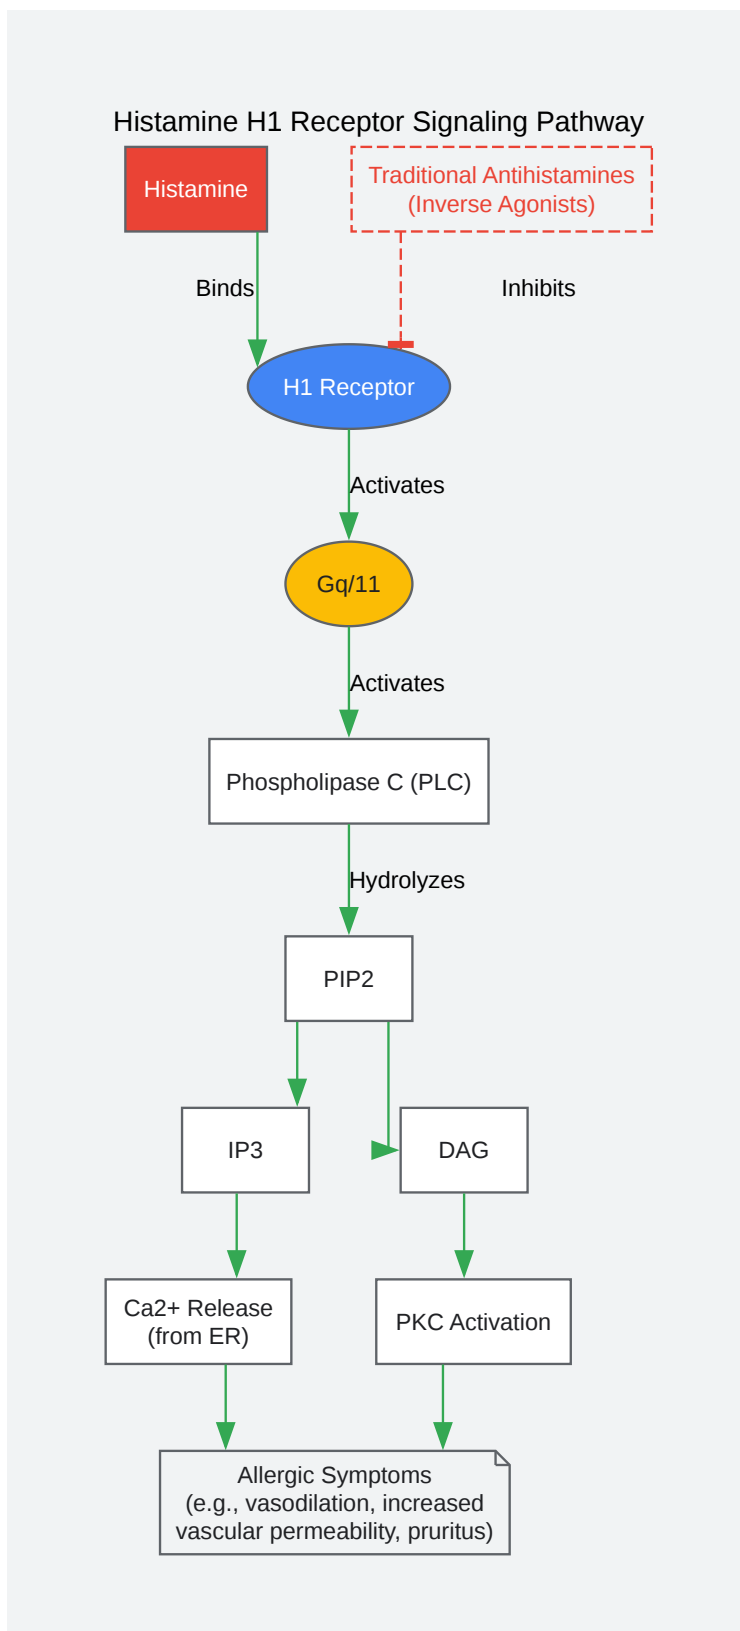 Histamine H1 Receptor Signaling Pathway
Histamine
Traditional Antihistamines
(Inverse Agonists)
Binds
Inhibits
H1 Receptor
Activates
Gq/11
Activates
Phospholipase C (PLC)
Hydrolyzes
PIP2
IP3
DAG
Ca2+ Release
(from ER)
PKC Activation
Allergic Symptoms
(e.g., vasodilation, increased
vascular permeability, pruritus)